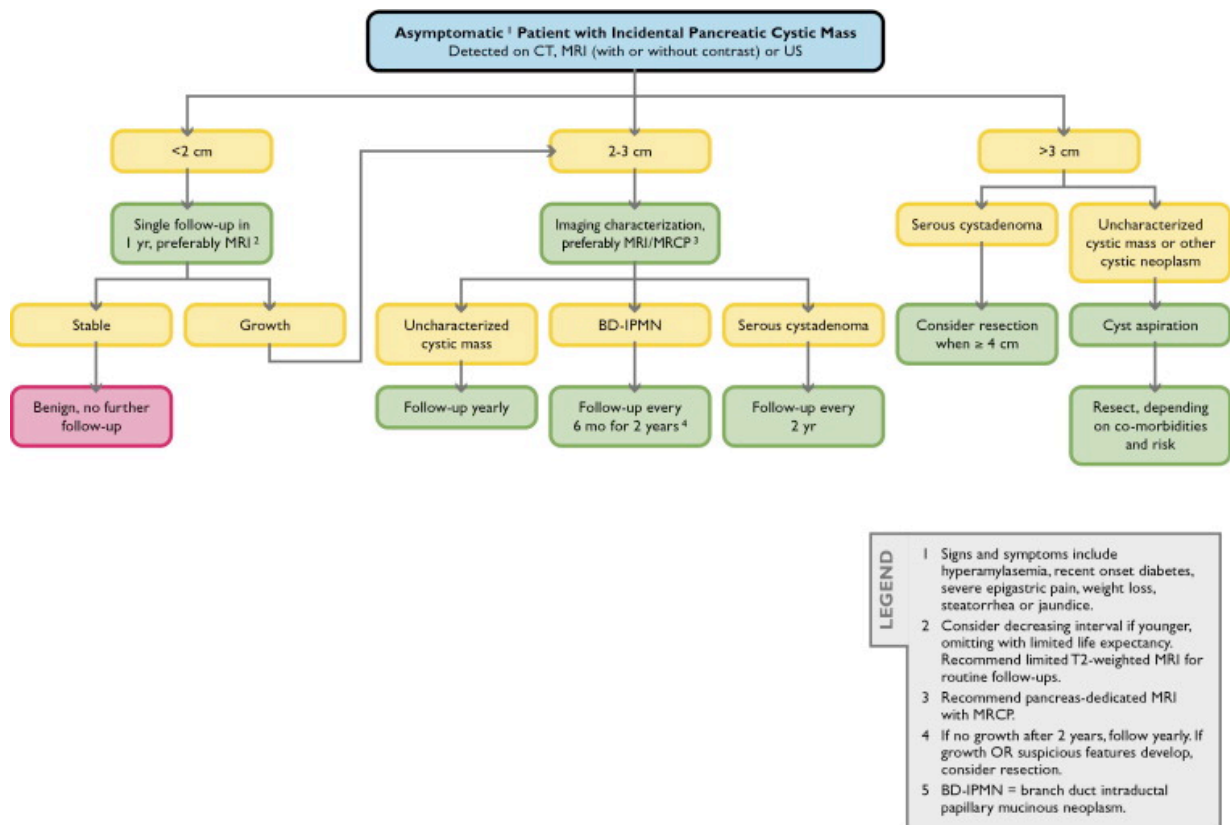 Asymptomatic 1 Patient with Incidental Pancreatic Cystic Mass
Detected on CT, MRI (with or without contrast) or US
<2 cm
2-3 cm
>3 cm
Single follow-up in
1 yr, preferably MRI 2
Imaging characterization,
preferably MRI/MRCP 3
Serous cystadenoma
Uncharacterized
cystic mass or other
cystic neoplasm
Stable
Growth
Uncharacterized
cystic mass
BD-IPMN
Serous cystadenoma
Consider resection
when ≥ 4 cm
Cyst aspiration
Benign, no further
follow-up
Follow-up yearly
Follow-up every
6 mo for 2 years 4
Follow-up every
2 yr
Resect, depending
on co-morbidities
and risk
LEGEND
1 Signs and symptoms include
hyperamylasemia, recent onset diabetes,
severe epigastric pain, weight loss,
steatorrhea or jaundice.
2 Consider decreasing interval if younger,
omitting with limited life expectancy.
Recommend limited T2-weighted MRI for
routine follow-ups.
3 Recommend pancreas-dedicated MRI
with MRCP.
4 If no growth after 2 years, follow yearly. If
growth OR suspicious features develop,
consider resection.
5 BD-IPMN = branch duct intraductal
papillary mucinous neoplasm.